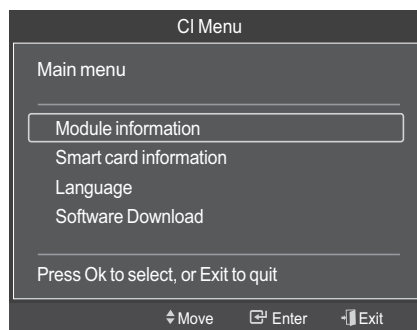 CI Menu
Main menu
Module information
Smart card information
Language
Software Download
Press Ok to select, or Exit to quit
Move Enter Exit